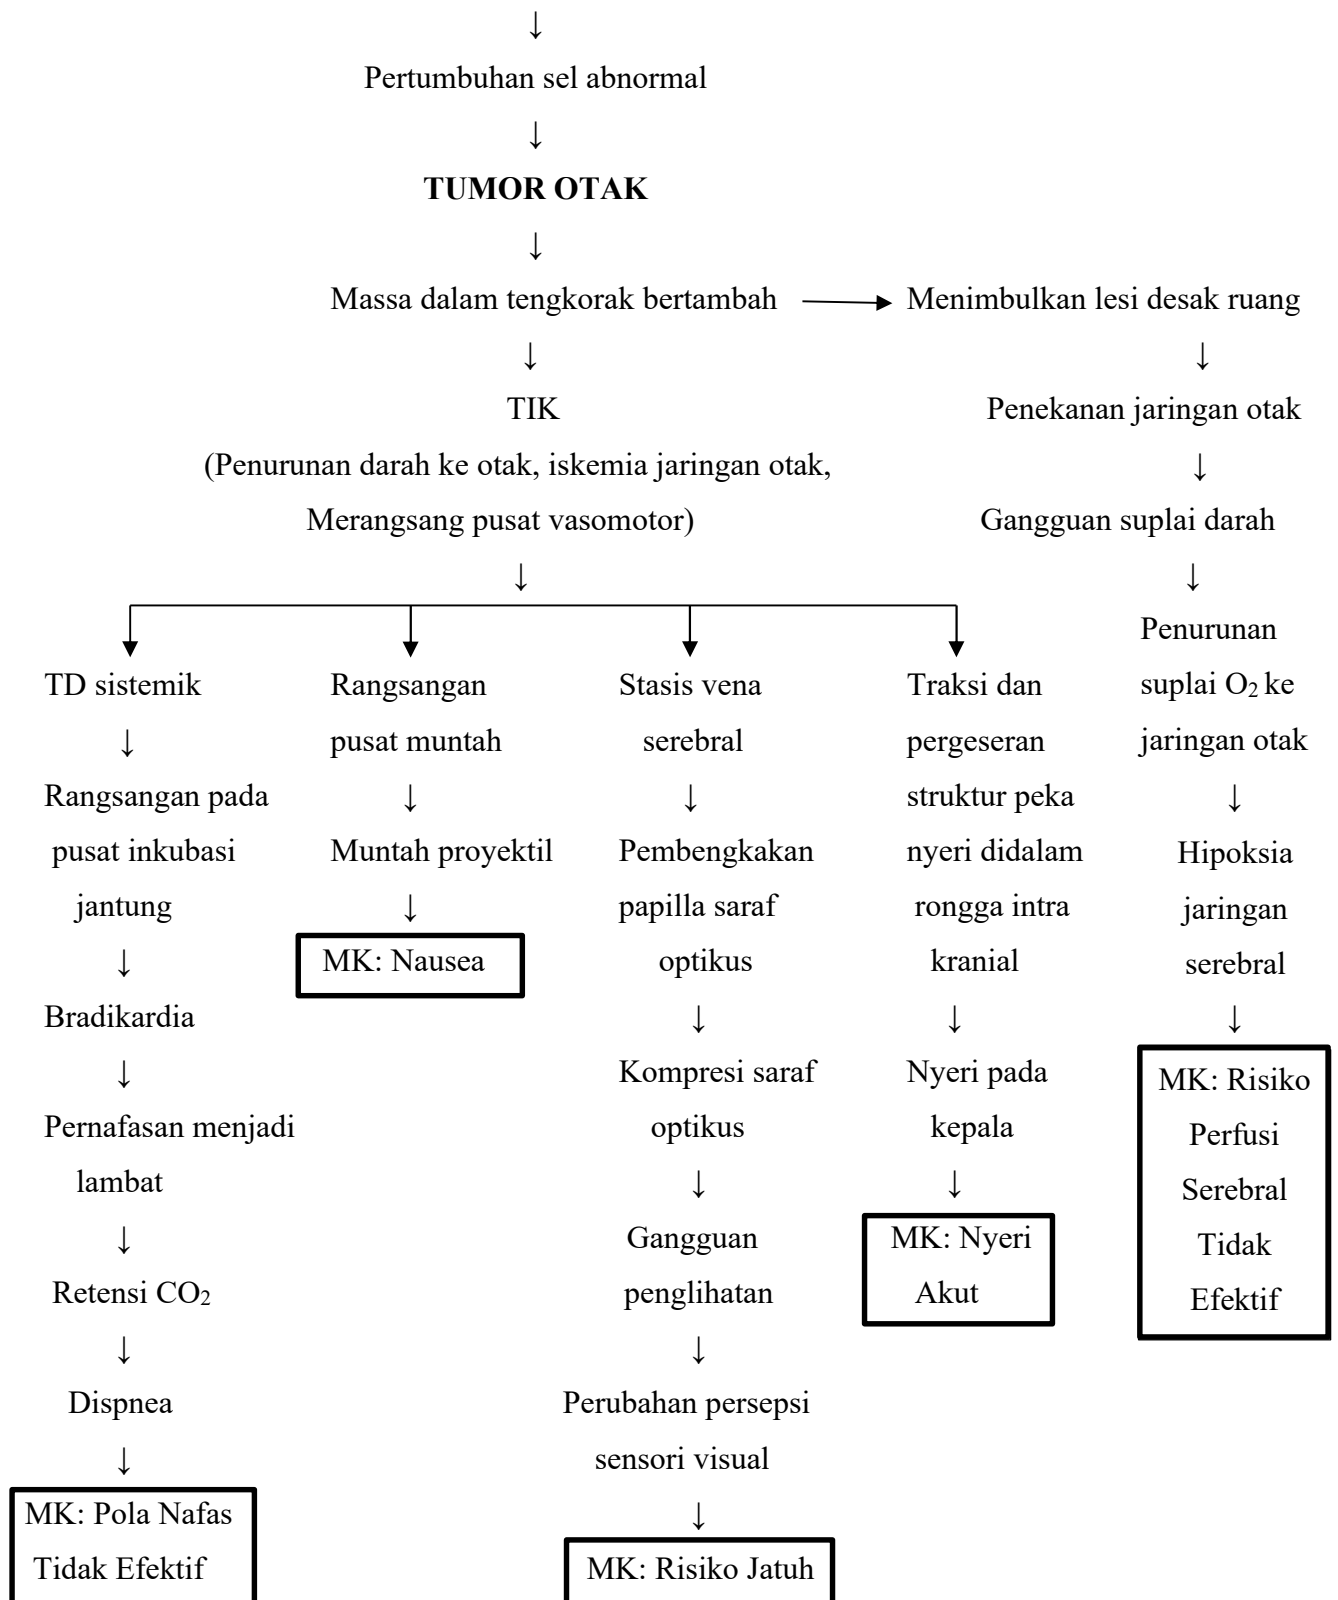 ↓
Pertumbuhan sel abnormal
↓
TUMOR OTAK
↓
Massa dalam tengkorak bertambah → Menimbulkan lesi desak ruang
↓
TIK
(Penurunan darah ke otak, iskemia jaringan otak,
Merangsang pusat vasomotor)
↓
TD sistemik
↓
Rangsangan pada
pusat inkubasi
jantung
↓
Bradikardia
↓
Pernafasan menjadi
lambat
↓
Retensi CO₂
↓
Dispnea
↓
MK: Pola Nafas
Tidak Efektif
Rangsangan
pusat muntah
↓
Muntah proyektil
↓
MK: Nausea
Stasis vena
serebral
↓
Pembengkakan
papilla saraf
optikus
↓
Kompresi saraf
optikus
↓
Gangguan
penglihatan
↓
Perubahan persepsi
sensori visual
↓
MK: Risiko Jatuh
Traksi dan
pergeseran
struktur peka
nyeri didalam
rongga intra
kranial
↓
Nyeri pada
kepala
↓
MK: Nyeri
Akut
↓
Penekanan jaringan otak
↓
Gangguan suplai darah
↓
Penurunan
suplai O₂ ke
jaringan otak
↓
Hipoksia
jaringan
serebral
↓
MK: Risiko
Perfusi
Serebral
Tidak
Efektif